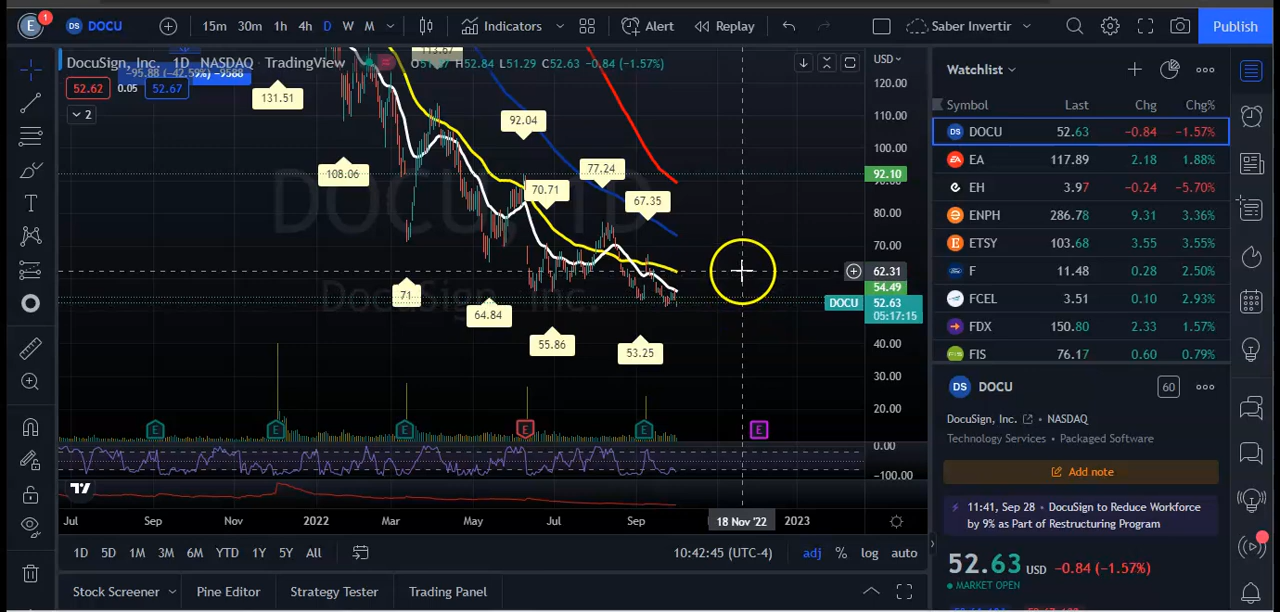 E 1 DS DOCU 15m 30m 1h 4h D W M Indicators Alert Replay Saber Invertir Publish
DocuSign, Inc. 1D NASDAQ TradingView H52.84 L51.29 C52.63 -0.84 (-1.57%) USD
52.62 0.05 52.67
2
113.67
131.51
92.04
108.06
77.24
70.71
67.35
71
64.84
55.86
53.25
DOCU, 1D
DocuSign, Inc.
120.00
110.00
100.00
92.10
80.00
70.00
62.31
54.49
DOCU 52.63
05:17:15
40.00
30.00
20.00
0.00
-100.00
E E E E E E
Jul Sep Nov 2022 Mar May Jul Sep 18 Nov '22 2023
1D 5D 1M 3M 6M YTD 1Y 5Y All 10:42:45 (UTC-4) adj % log auto
Stock Screener Pine Editor Strategy Tester Trading Panel
Watchlist
Symbol Last Chg Chg%
DS DOCU 52.63 −0.84 −1.57%
EA 117.89 2.18 1.88%
EH 3.97 −0.24 −5.70%
ENPH 286.78 9.31 3.36%
ETSY 103.68 3.55 3.55%
F 11.48 0.28 2.50%
FCEL 3.51 0.10 2.93%
FDX 150.80 2.33 1.57%
FIS FIS 76.17 0.60 0.79%
DS DOCU 60
DocuSign, Inc. • NASDAQ
Technology Services • Packaged Software
Add note
11:41, Sep 28 • DocuSign to Reduce Workforce
by 9% as Part of Restructuring Program
52.63 USD −0.84 (−1.57%)
MARKET OPEN